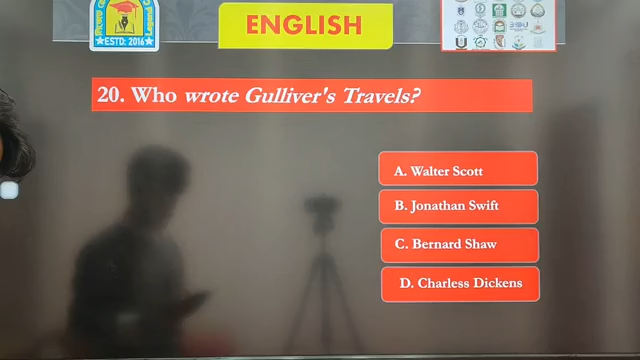 ENGLISH
★ESTD: 2016★
20. Who wrote Gulliver's Travels?
A. Walter Scott
B. Jonathan Swift
C. Bernard Shaw
D. Charless Dickens